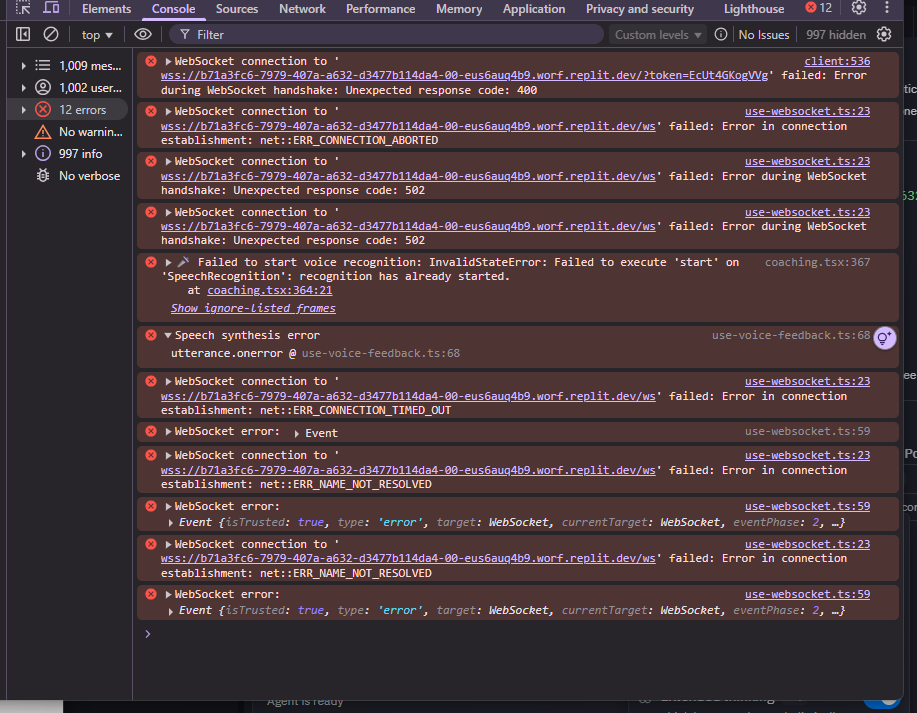 Elements Console Sources Network Performance Memory Application Privacy and security Lighthouse 12
top Filter Custom levels No Issues 997 hidden
1,009 mes...
1,002 user...
12 errors
No warnin...
997 info
No verbose
WebSocket connection to ' client:536
wss://b71a3fc6-7979-407a-a632-d3477b114da4-00-eus6auq4b9.worf.replit.dev/?token=EcUt4GKogVVg' failed: Error
during WebSocket handshake: Unexpected response code: 400
WebSocket connection to ' use-websocket.ts:23
wss://b71a3fc6-7979-407a-a632-d3477b114da4-00-eus6auq4b9.worf.replit.dev/ws' failed: Error in connection
establishment: net::ERR_CONNECTION_ABORTED
WebSocket connection to ' use-websocket.ts:23
wss://b71a3fc6-7979-407a-a632-d3477b114da4-00-eus6auq4b9.worf.replit.dev/ws' failed: Error during WebSocket
handshake: Unexpected response code: 502
WebSocket connection to ' use-websocket.ts:23
wss://b71a3fc6-7979-407a-a632-d3477b114da4-00-eus6auq4b9.worf.replit.dev/ws' failed: Error during WebSocket
handshake: Unexpected response code: 502
🎤 Failed to start voice recognition: InvalidStateError: Failed to execute 'start' on coaching.tsx:367
'SpeechRecognition': recognition has already started.
at coaching.tsx:364:21
Show ignore-listed frames
Speech synthesis error use-voice-feedback.ts:68
utterance.onerror @ use-voice-feedback.ts:68
WebSocket connection to ' use-websocket.ts:23
wss://b71a3fc6-7979-407a-a632-d3477b114da4-00-eus6auq4b9.worf.replit.dev/ws' failed: Error in connection
establishment: net::ERR_CONNECTION_TIMED_OUT
WebSocket error: Event use-websocket.ts:59
WebSocket connection to ' use-websocket.ts:23
wss://b71a3fc6-7979-407a-a632-d3477b114da4-00-eus6auq4b9.worf.replit.dev/ws' failed: Error in connection
establishment: net::ERR_NAME_NOT_RESOLVED
WebSocket error: use-websocket.ts:59
Event {isTrusted: true, type: 'error', target: WebSocket, currentTarget: WebSocket, eventPhase: 2, …}
WebSocket connection to ' use-websocket.ts:23
wss://b71a3fc6-7979-407a-a632-d3477b114da4-00-eus6auq4b9.worf.replit.dev/ws' failed: Error in connection
establishment: net::ERR_NAME_NOT_RESOLVED
WebSocket error: use-websocket.ts:59
Event {isTrusted: true, type: 'error', target: WebSocket, currentTarget: WebSocket, eventPhase: 2, …}
Agent is ready